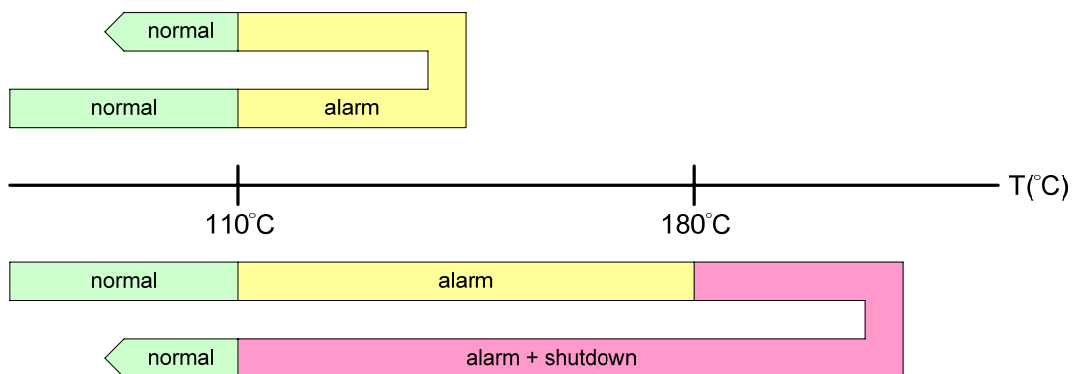 normal
normal alarm
T(°C)
110°C 180°C
normal alarm
normal alarm + shutdown